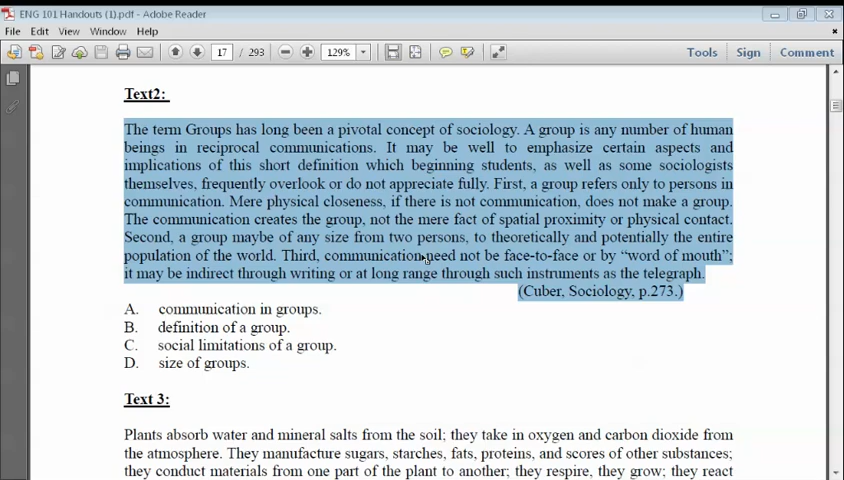 ENG 101 Handouts (1).pdf - Adobe Reader
File Edit View Window Help
17 / 293 129% Tools Sign Comment
Text2:
The term Groups has long been a pivotal concept of sociology. A group is any number of human
beings in reciprocal communications. It may be well to emphasize certain aspects and
implications of this short definition which beginning students, as well as some sociologists
themselves, frequently overlook or do not appreciate fully. First, a group refers only to persons in
communication. Mere physical closeness, if there is not communication, does not make a group.
The communication creates the group, not the mere fact of spatial proximity or physical contact.
Second, a group maybe of any size from two persons, to theoretically and potentially the entire
population of the world. Third, communication need not be face-to-face or by “word of mouth”;
it may be indirect through writing or at long range through such instruments as the telegraph.
(Cuber, Sociology, p.273.)
A. communication in groups.
B. definition of a group.
C. social limitations of a group.
D. size of groups.
Text 3:
Plants absorb water and mineral salts from the soil; they take in oxygen and carbon dioxide from
the atmosphere. They manufacture sugars, starches, fats, proteins, and scores of other substances;
they conduct materials from one part of the plant to another; they respire, they grow; they react